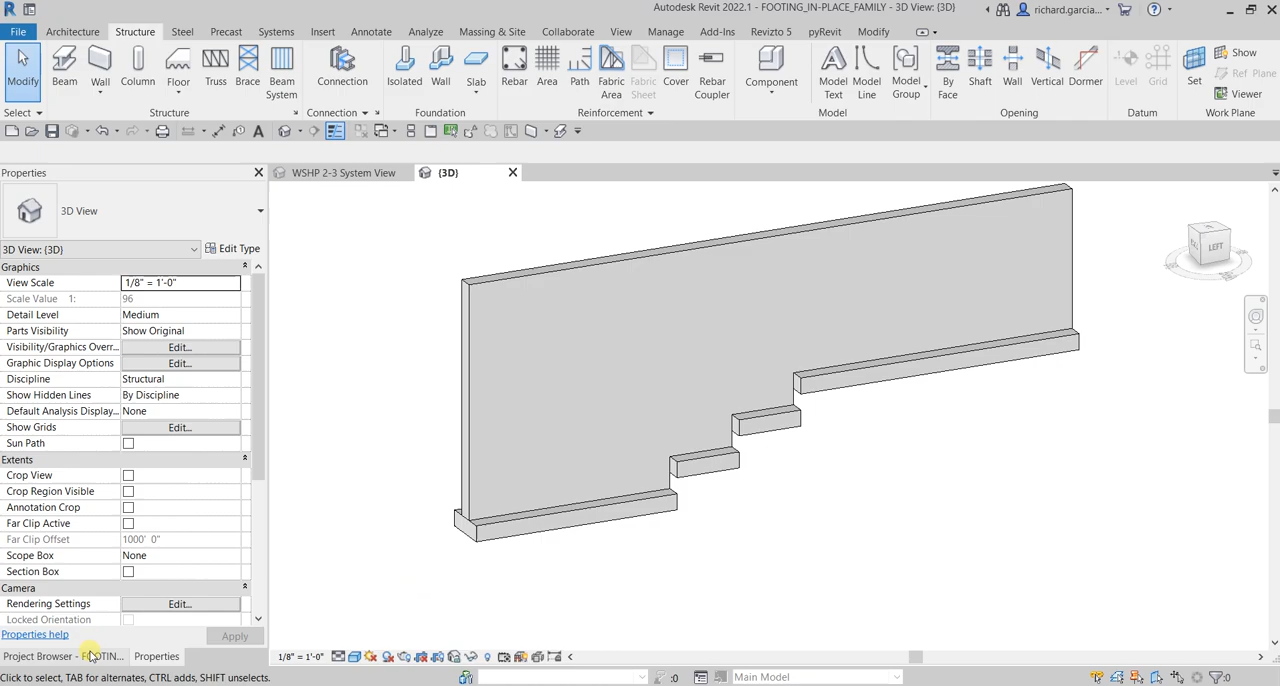 Autodesk Revit 2022.1 - FOOTING_IN-PLACE_FAMILY - 3D View: {3D}
richard.garcia...
File Architecture Structure Steel Precast Systems Insert Annotate Analyze Massing & Site Collaborate View Manage Add-Ins Revizto 5 pyRevit Modify
Modify Beam Wall Column Floor Truss Brace Beam System Connection Isolated Wall Slab Rebar Area Path Fabric Area Fabric Sheet Cover Rebar Coupler Component Model Text Model Line Model Group By Face Shaft Wall Vertical Dormer Level Grid Set Show Ref Plane Viewer
Select Structure Connection Foundation Reinforcement Model Opening Datum Work Plane
Properties
WSHP 2-3 System View
{3D}
3D View
3D View: {3D}
Edit Type
Graphics
View Scale 1/8" = 1'-0"
Scale Value 1: 96
Detail Level Medium
Parts Visibility Show Original
Visibility/Graphics Overr... Edit...
Graphic Display Options Edit...
Discipline Structural
Show Hidden Lines By Discipline
Default Analysis Display... None
Show Grids Edit...
Sun Path
Extents
Crop View
Crop Region Visible
Annotation Crop
Far Clip Active
Far Clip Offset 1000' 0"
Scope Box None
Section Box
Camera
Rendering Settings Edit...
Locked Orientation
Properties help
Apply
Project Browser - FOOTIN...
Properties
1/8" = 1'-0"
Click to select, TAB for alternates, CTRL adds, SHIFT unselects.
:0
Main Model
:0
LEFT